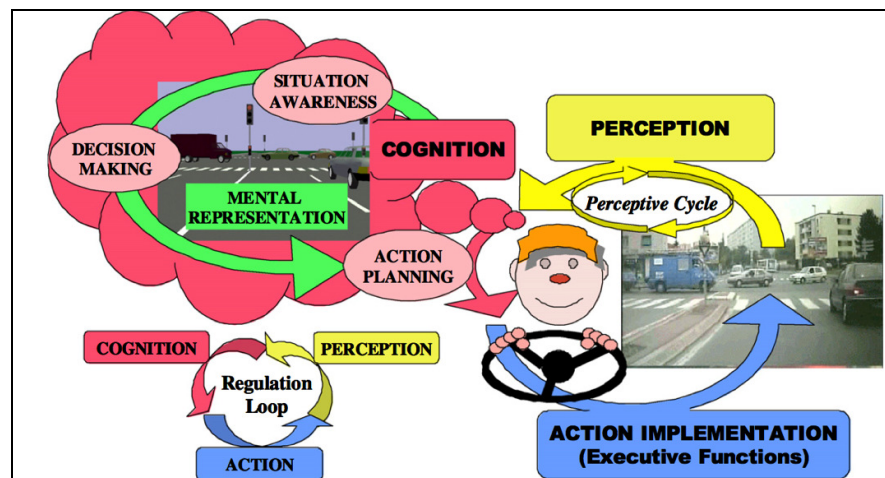 SITUATION
AWARENESS
DECISION
MAKING
COGNITION
PERCEPTION
MENTAL
REPRESENTATION
Perceptive Cycle
ACTION
PLANNING
COGNITION
PERCEPTION
Regulation
Loop
ACTION
ACTION IMPLEMENTATION
(Executive Functions)